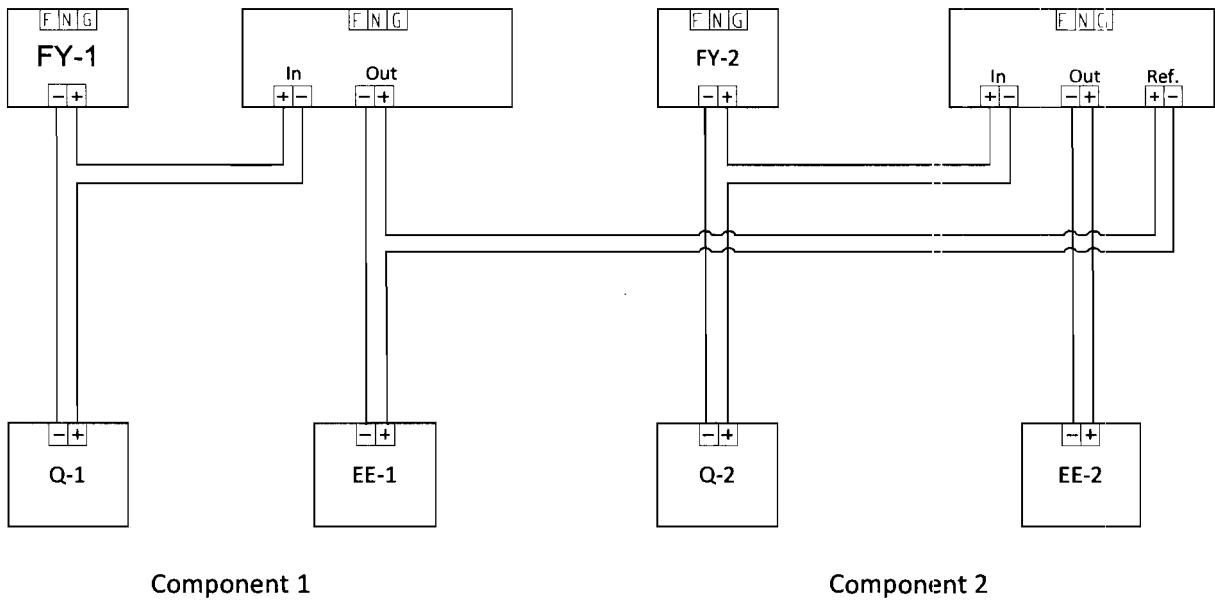 F N G
F N G
F N G
F N G
FY-1
FY-2
In
Out
In
Out
Ref.
− +
+ −
− +
− +
+ −
− +
+ −
− +
− +
− +
− +
Q-1
EE-1
Q-2
EE-2
Component 1
Component 2